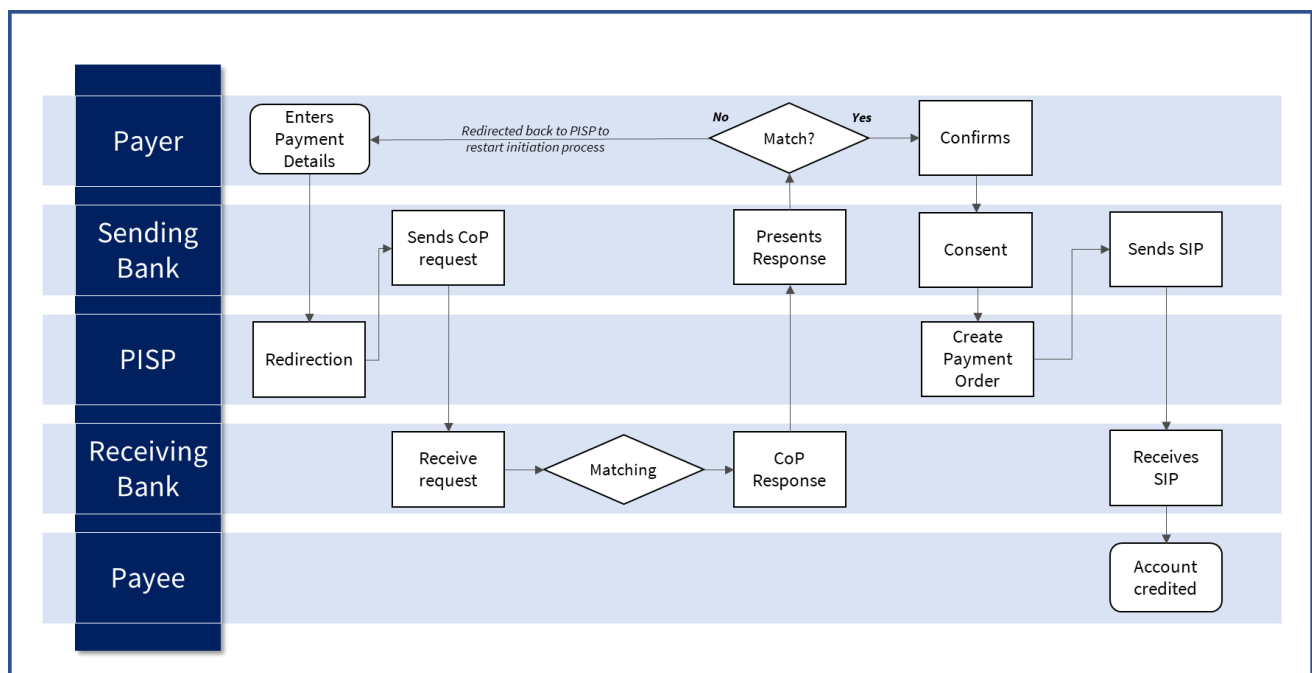 Payer
Enters
Payment
Details
Redirected back to PISP to
restart initiation process
No
Match?
Yes
Confirms
Sending
Bank
Sends CoP
request
Presents
Response
Consent
Sends SIP
PISP
Redirection
Create
Payment
Order
Receiving
Bank
Receive
request
Matching
CoP
Response
Receives
SIP
Payee
Account
credited